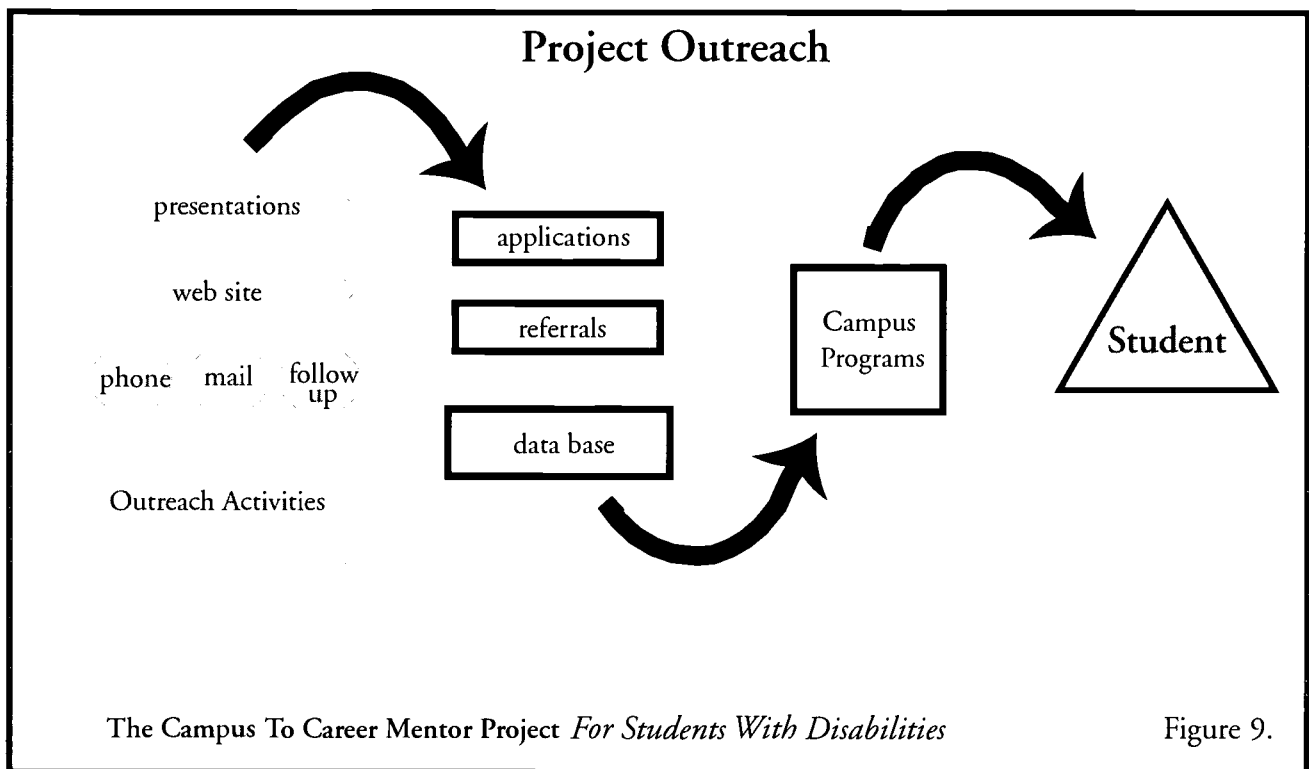 Project Outreach
presentations
web site
phone mail follow up
Outreach Activities
applications
referrals
data base
Campus
Programs
Student
The Campus To Career Mentor Project For Students With Disabilities
Figure 9.